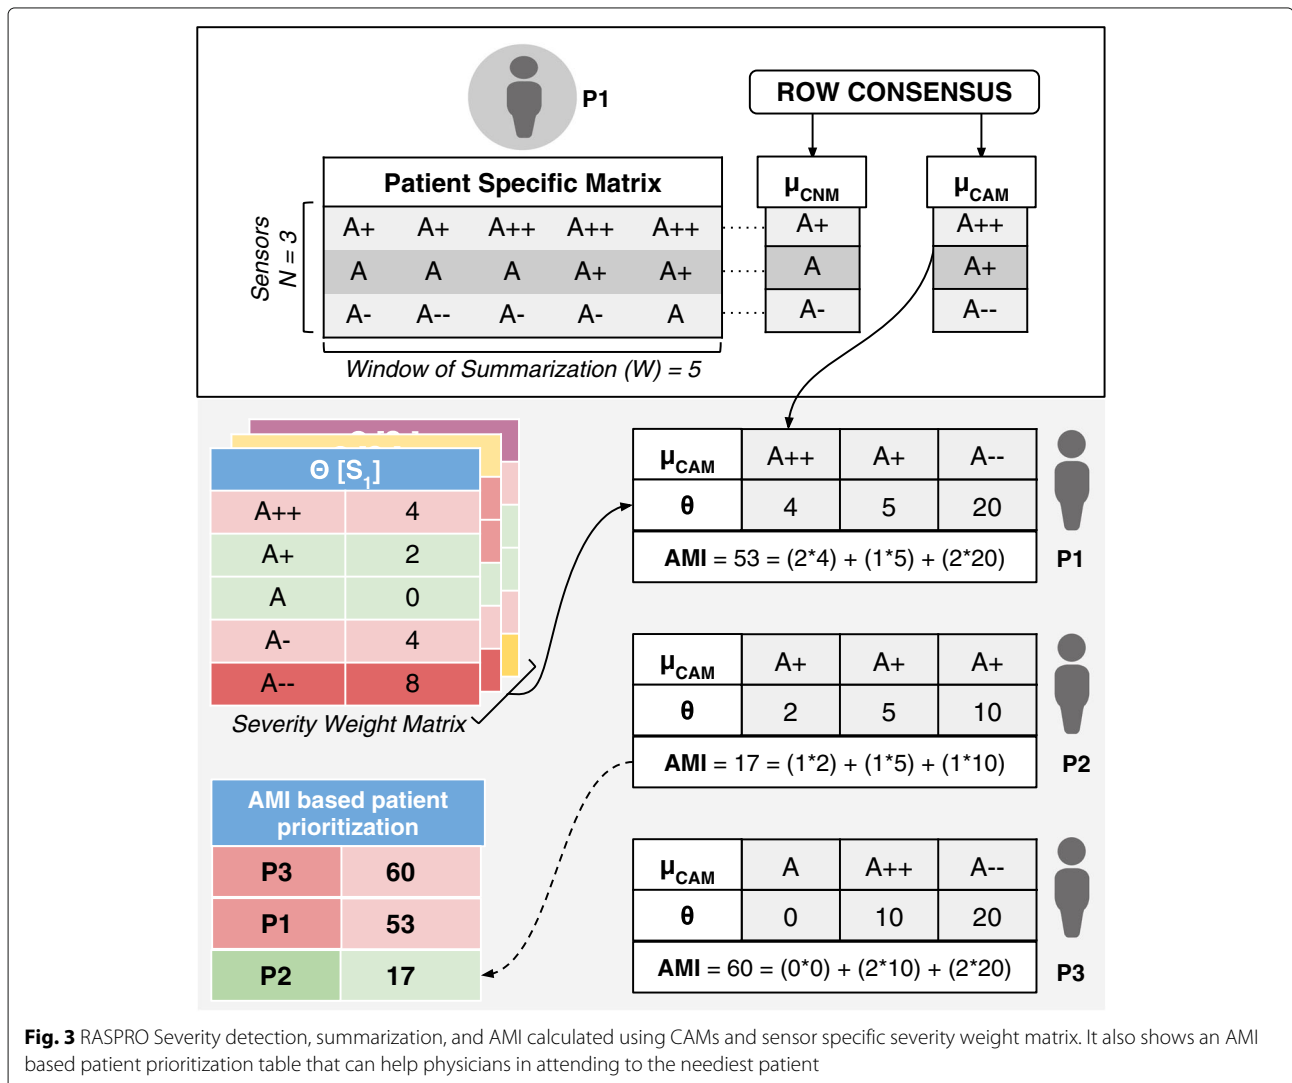 P1
ROW CONSENSUS
Patient Specific Matrix
μCNM
μCAM
Sensors
N = 3
A+ A+ A++ A++ A++ A+ A++
A A A A+ A+ A A+
A- A-- A- A- A A- A--
Window of Summarization (W) = 5
Θ [S1]
A++ 4
A+ 2
A 0
A- 4
A-- 8
Severity Weight Matrix
μCAM A++ A+ A--
θ 4 5 20
AMI = 53 = (2*4) + (1*5) + (2*20)
P1
μCAM A+ A+ A+
θ 2 5 10
AMI = 17 = (1*2) + (1*5) + (1*10)
P2
AMI based patient
prioritization
P3 60
P1 53
P2 17
μCAM A A++ A--
θ 0 10 20
AMI = 60 = (0*0) + (2*10) + (2*20)
P3
Fig. 3 RASPRO Severity detection, summarization, and AMI calculated using CAMs and sensor specific severity weight matrix. It also shows an AMI
based patient prioritization table that can help physicians in attending to the neediest patient